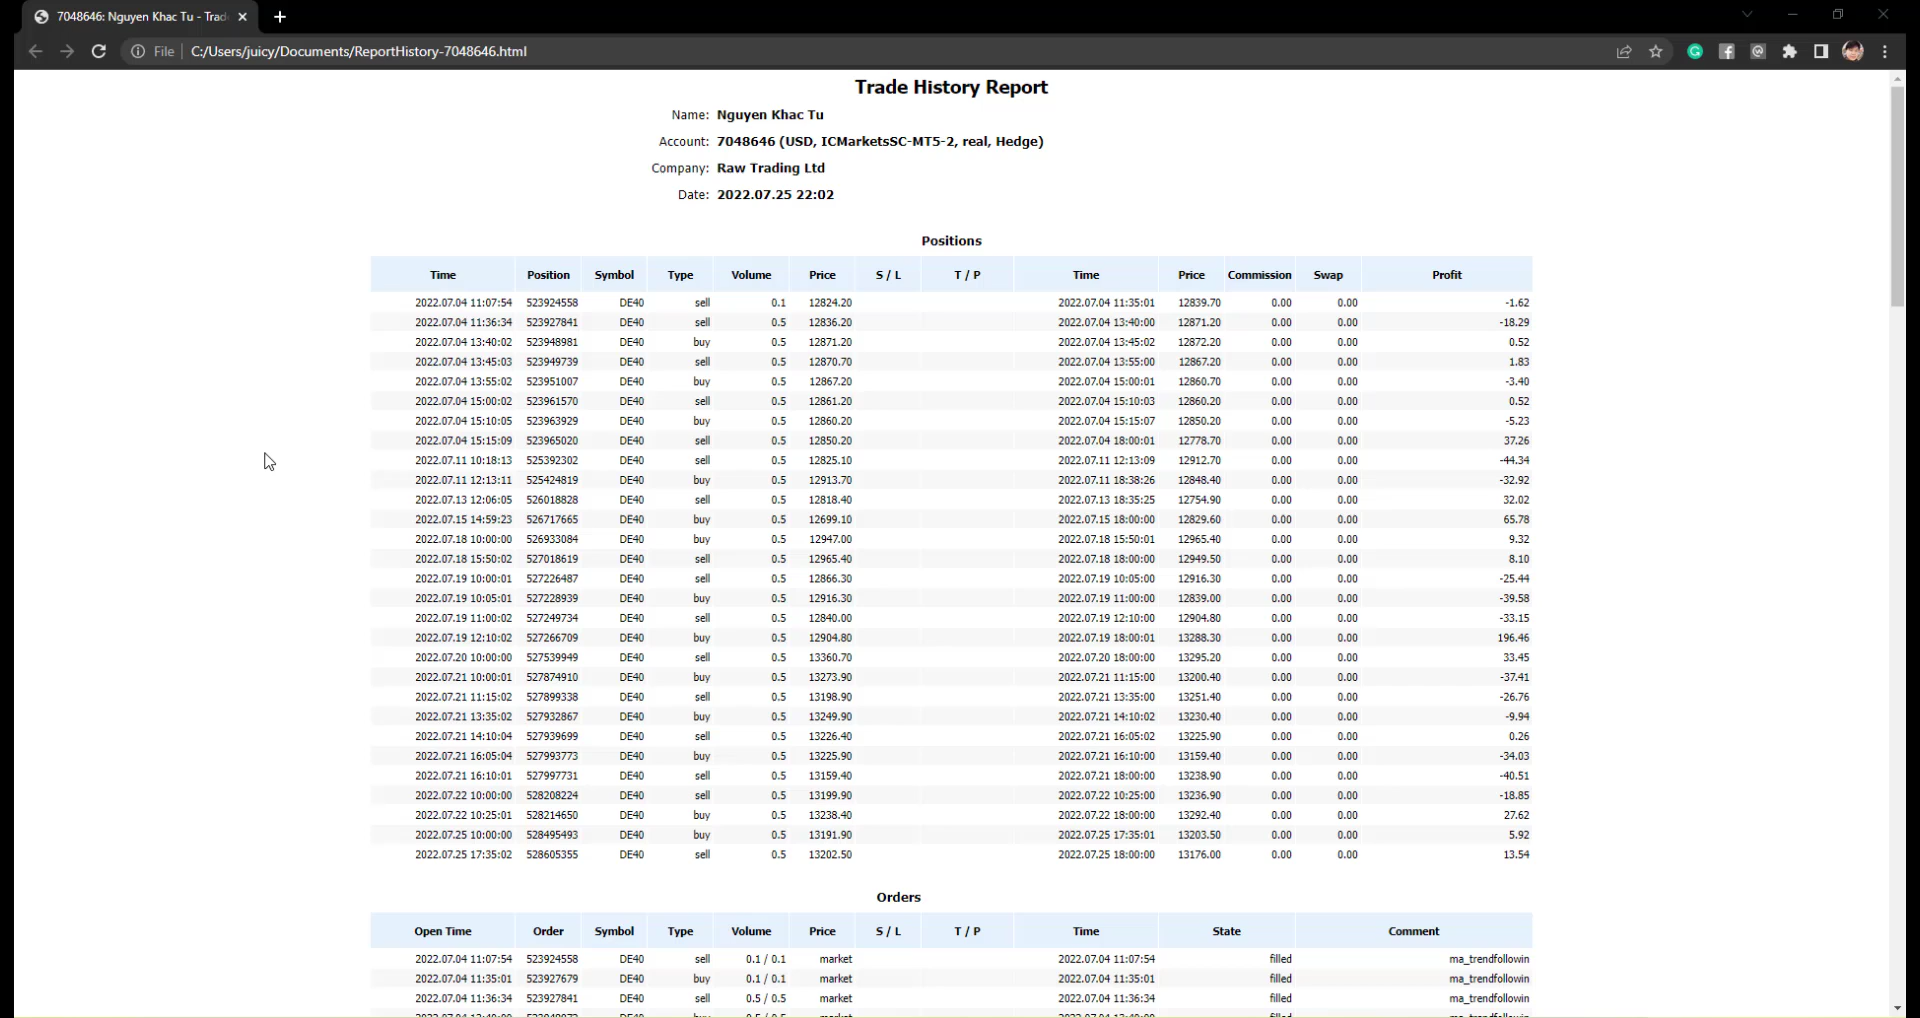 7048646: Nguyen Khac Tu - Trad
File C:/Users/juicy/Documents/ReportHistory-7048646.html
Trade History Report
Name: Nguyen Khac Tu
Account: 7048646 (USD, ICMarketsSC-MT5-2, real, Hedge)
Company: Raw Trading Ltd
Date: 2022.07.25 22:02
Positions
Time Position Symbol Type Volume Price S / L T / P Time Price Commission Swap Profit
2022.07.04 11:07:54 523924558 DE40 sell 0.1 12824.20 2022.07.04 11:35:01 12839.70 0.00 0.00 -1.62
2022.07.04 11:36:34 523927841 DE40 sell 0.5 12836.20 2022.07.04 13:40:00 12871.20 0.00 0.00 -18.29
2022.07.04 13:40:02 523948981 DE40 buy 0.5 12871.20 2022.07.04 13:45:02 12872.20 0.00 0.00 0.52
2022.07.04 13:45:03 523949739 DE40 sell 0.5 12870.70 2022.07.04 13:55:00 12867.20 0.00 0.00 1.83
2022.07.04 13:55:02 523951007 DE40 buy 0.5 12867.20 2022.07.04 15:00:01 12860.70 0.00 0.00 -3.40
2022.07.04 15:00:02 523961570 DE40 sell 0.5 12861.20 2022.07.04 15:10:03 12860.20 0.00 0.00 0.52
2022.07.04 15:10:05 523963929 DE40 buy 0.5 12860.20 2022.07.04 15:15:07 12850.20 0.00 0.00 -5.23
2022.07.04 15:15:09 523965020 DE40 sell 0.5 12850.20 2022.07.04 18:00:01 12778.70 0.00 0.00 37.26
2022.07.11 10:18:13 525392302 DE40 sell 0.5 12825.10 2022.07.11 12:13:09 12912.70 0.00 0.00 -44.34
2022.07.11 12:13:11 525424819 DE40 buy 0.5 12913.70 2022.07.11 18:38:26 12848.40 0.00 0.00 -32.92
2022.07.13 12:06:05 526018828 DE40 sell 0.5 12818.40 2022.07.13 18:35:25 12754.90 0.00 0.00 32.02
2022.07.15 14:59:23 526717665 DE40 buy 0.5 12699.10 2022.07.15 18:00:00 12829.60 0.00 0.00 65.78
2022.07.18 10:00:00 526933084 DE40 buy 0.5 12947.00 2022.07.18 15:50:01 12965.40 0.00 0.00 9.32
2022.07.18 15:50:02 527018619 DE40 sell 0.5 12965.40 2022.07.18 18:00:00 12949.50 0.00 0.00 8.10
2022.07.19 10:00:01 527226487 DE40 sell 0.5 12866.30 2022.07.19 10:05:00 12916.30 0.00 0.00 -25.44
2022.07.19 10:05:01 527228939 DE40 buy 0.5 12916.30 2022.07.19 11:00:00 12839.00 0.00 0.00 -39.58
2022.07.19 11:00:02 527249734 DE40 sell 0.5 12840.00 2022.07.19 12:10:00 12904.80 0.00 0.00 -33.15
2022.07.19 12:10:02 527266709 DE40 buy 0.5 12904.80 2022.07.19 18:00:01 13288.30 0.00 0.00 196.46
2022.07.20 10:00:00 527539949 DE40 sell 0.5 13360.70 2022.07.20 18:00:00 13295.20 0.00 0.00 33.45
2022.07.21 10:00:01 527874910 DE40 buy 0.5 13273.90 2022.07.21 11:15:00 13200.40 0.00 0.00 -37.41
2022.07.21 11:15:02 527899338 DE40 sell 0.5 13198.90 2022.07.21 13:35:00 13251.40 0.00 0.00 -26.76
2022.07.21 13:35:02 527932867 DE40 buy 0.5 13249.90 2022.07.21 14:10:02 13230.40 0.00 0.00 -9.94
2022.07.21 14:10:04 527939699 DE40 sell 0.5 13226.40 2022.07.21 16:05:02 13225.90 0.00 0.00 0.26
2022.07.21 16:05:04 527993773 DE40 buy 0.5 13225.90 2022.07.21 16:10:00 13159.40 0.00 0.00 -34.03
2022.07.21 16:10:01 527997731 DE40 sell 0.5 13159.40 2022.07.21 18:00:00 13238.90 0.00 0.00 -40.51
2022.07.22 10:00:00 528208224 DE40 sell 0.5 13199.90 2022.07.22 10:25:00 13236.90 0.00 0.00 -18.85
2022.07.22 10:25:01 528214650 DE40 buy 0.5 13238.40 2022.07.22 18:00:00 13292.40 0.00 0.00 27.62
2022.07.25 10:00:00 528495493 DE40 buy 0.5 13191.90 2022.07.25 17:35:01 13203.50 0.00 0.00 5.92
2022.07.25 17:35:02 528605355 DE40 sell 0.5 13202.50 2022.07.25 18:00:00 13176.00 0.00 0.00 13.54
Orders
Open Time Order Symbol Type Volume Price S / L T / P Time State Comment
2022.07.04 11:07:54 523924558 DE40 sell 0.1 / 0.1 market 2022.07.04 11:07:54 filled ma_trendfollowin
2022.07.04 11:35:01 523927679 DE40 buy 0.1 / 0.1 market 2022.07.04 11:35:01 filled ma_trendfollowin
2022.07.04 11:36:34 523927841 DE40 sell 0.5 / 0.5 market 2022.07.04 11:36:34 filled ma_trendfollowin